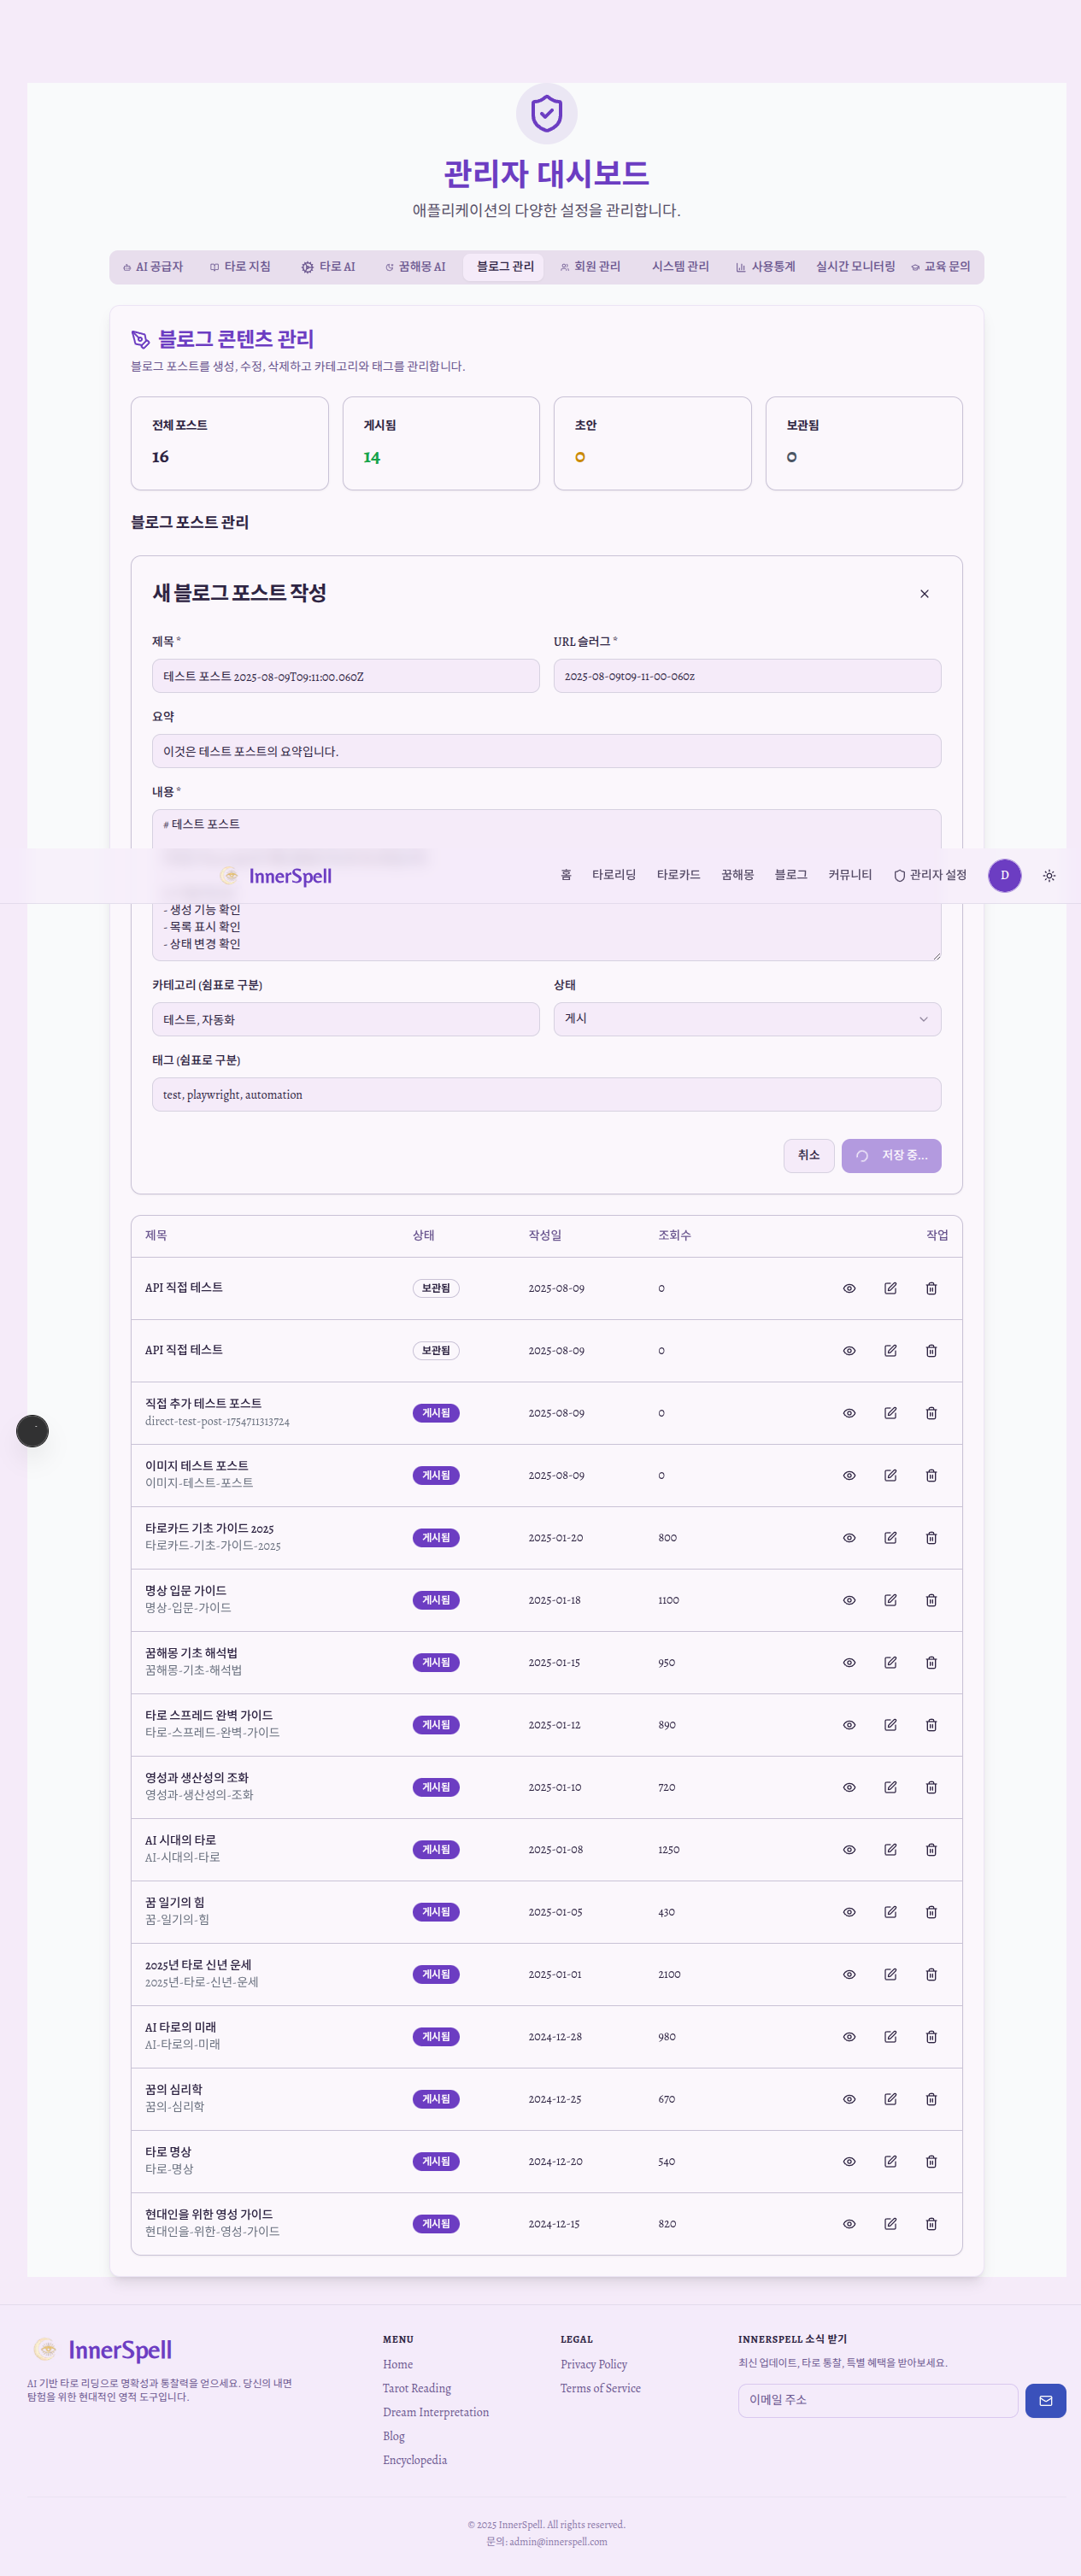 관리자 대시보드
애플리케이션의 다양한 설정을 관리합니다.
AI 공급자 타로 지침 타로 AI 꿈해몽 AI 블로그 관리 회원 관리 시스템 관리 사용통계 실시간 모니터링 교육 문의
블로그 콘텐츠 관리
블로그 포스트를 생성, 수정, 삭제하고 카테고리와 태그를 관리합니다.
전체 포스트 게시됨 초안 보관됨
16 14 0 0
블로그 포스트 관리
새 블로그 포스트 작성
제목 * URL 슬러그 *
테스트 포스트 2025-08-09T09:11:00.060Z 2025-08-09t09-11-00-060z
요약
이것은 테스트 포스트의 요약입니다.
내용 *
# 테스트 포스트
InnerSpell 홈 타로리딩 타로카드 꿈해몽 블로그 커뮤니티 관리자 설정 D
- 생성 기능 확인
- 목록 표시 확인
- 상태 변경 확인
카테고리 (쉼표로 구분) 상태
테스트, 자동화 게시
태그 (쉼표로 구분)
test, playwright, automation
취소 저장 중...
제목 상태 작성일 조회수 작업
API 직접 테스트 보관됨 2025-08-09 0
API 직접 테스트 보관됨 2025-08-09 0
직접 추가 테스트 포스트
direct-test-post-1754711313724 게시됨 2025-08-09 0
이미지 테스트 포스트
이미지-테스트-포스트 게시됨 2025-08-09 0
타로카드 기초 가이드 2025
타로카드-기초-가이드-2025 게시됨 2025-01-20 800
명상 입문 가이드
명상-입문-가이드 게시됨 2025-01-18 1100
꿈해몽 기초 해석법
꿈해몽-기초-해석법 게시됨 2025-01-15 950
타로 스프레드 완벽 가이드
타로-스프레드-완벽-가이드 게시됨 2025-01-12 890
영성과 생산성의 조화
영성과-생산성의-조화 게시됨 2025-01-10 720
AI 시대의 타로
AI-시대의-타로 게시됨 2025-01-08 1250
꿈 일기의 힘
꿈-일기의-힘 게시됨 2025-01-05 430
2025년 타로 신년 운세
2025년-타로-신년-운세 게시됨 2025-01-01 2100
AI 타로의 미래
AI-타로의-미래 게시됨 2024-12-28 980
꿈의 심리학
꿈의-심리학 게시됨 2024-12-25 670
타로 명상
타로-명상 게시됨 2024-12-20 540
현대인을 위한 영성 가이드
현대인을-위한-영성-가이드 게시됨 2024-12-15 820
InnerSpell
AI 기반 타로 리딩으로 명확성과 통찰력을 얻으세요. 당신의 내면
탐험을 위한 현대적인 영적 도구입니다.
MENU
Home
Tarot Reading
Dream Interpretation
Blog
Encyclopedia
LEGAL
Privacy Policy
Terms of Service
INNERSPELL 소식 받기
최신 업데이트, 타로 통찰, 특별 혜택을 받아보세요.
이메일 주소
© 2025 InnerSpell. All rights reserved.
문의: admin@innerspell.com